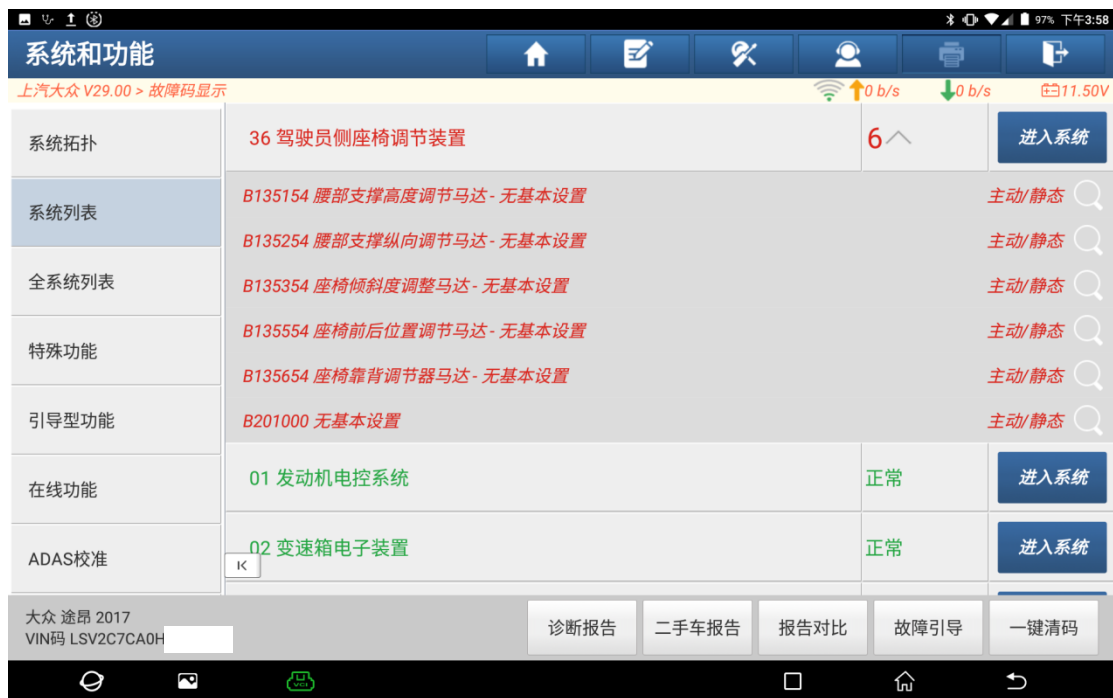 97% 下午3:58
系统和功能
上汽大众 V29.00 > 故障码显示
0 b/s
0 b/s
11.50V
系统拓扑
系统列表
全系统列表
特殊功能
引导型功能
在线功能
ADAS校准
36 驾驶员侧座椅调节装置
6
进入系统
B135154 腰部支撑高度调节马达 - 无基本设置
主动/静态
B135254 腰部支撑纵向调节马达 - 无基本设置
主动/静态
B135354 座椅倾斜度调整马达 - 无基本设置
主动/静态
B135554 座椅前后位置调节马达 - 无基本设置
主动/静态
B135654 座椅靠背调节器马达 - 无基本设置
主动/静态
B201000 无基本设置
主动/静态
01 发动机电控系统
正常
进入系统
02 变速箱电子装置
正常
进入系统
大众 途昂 2017
VIN码 LSV2C7CA0H
诊断报告
二手车报告
报告对比
故障引导
一键清码
VCI